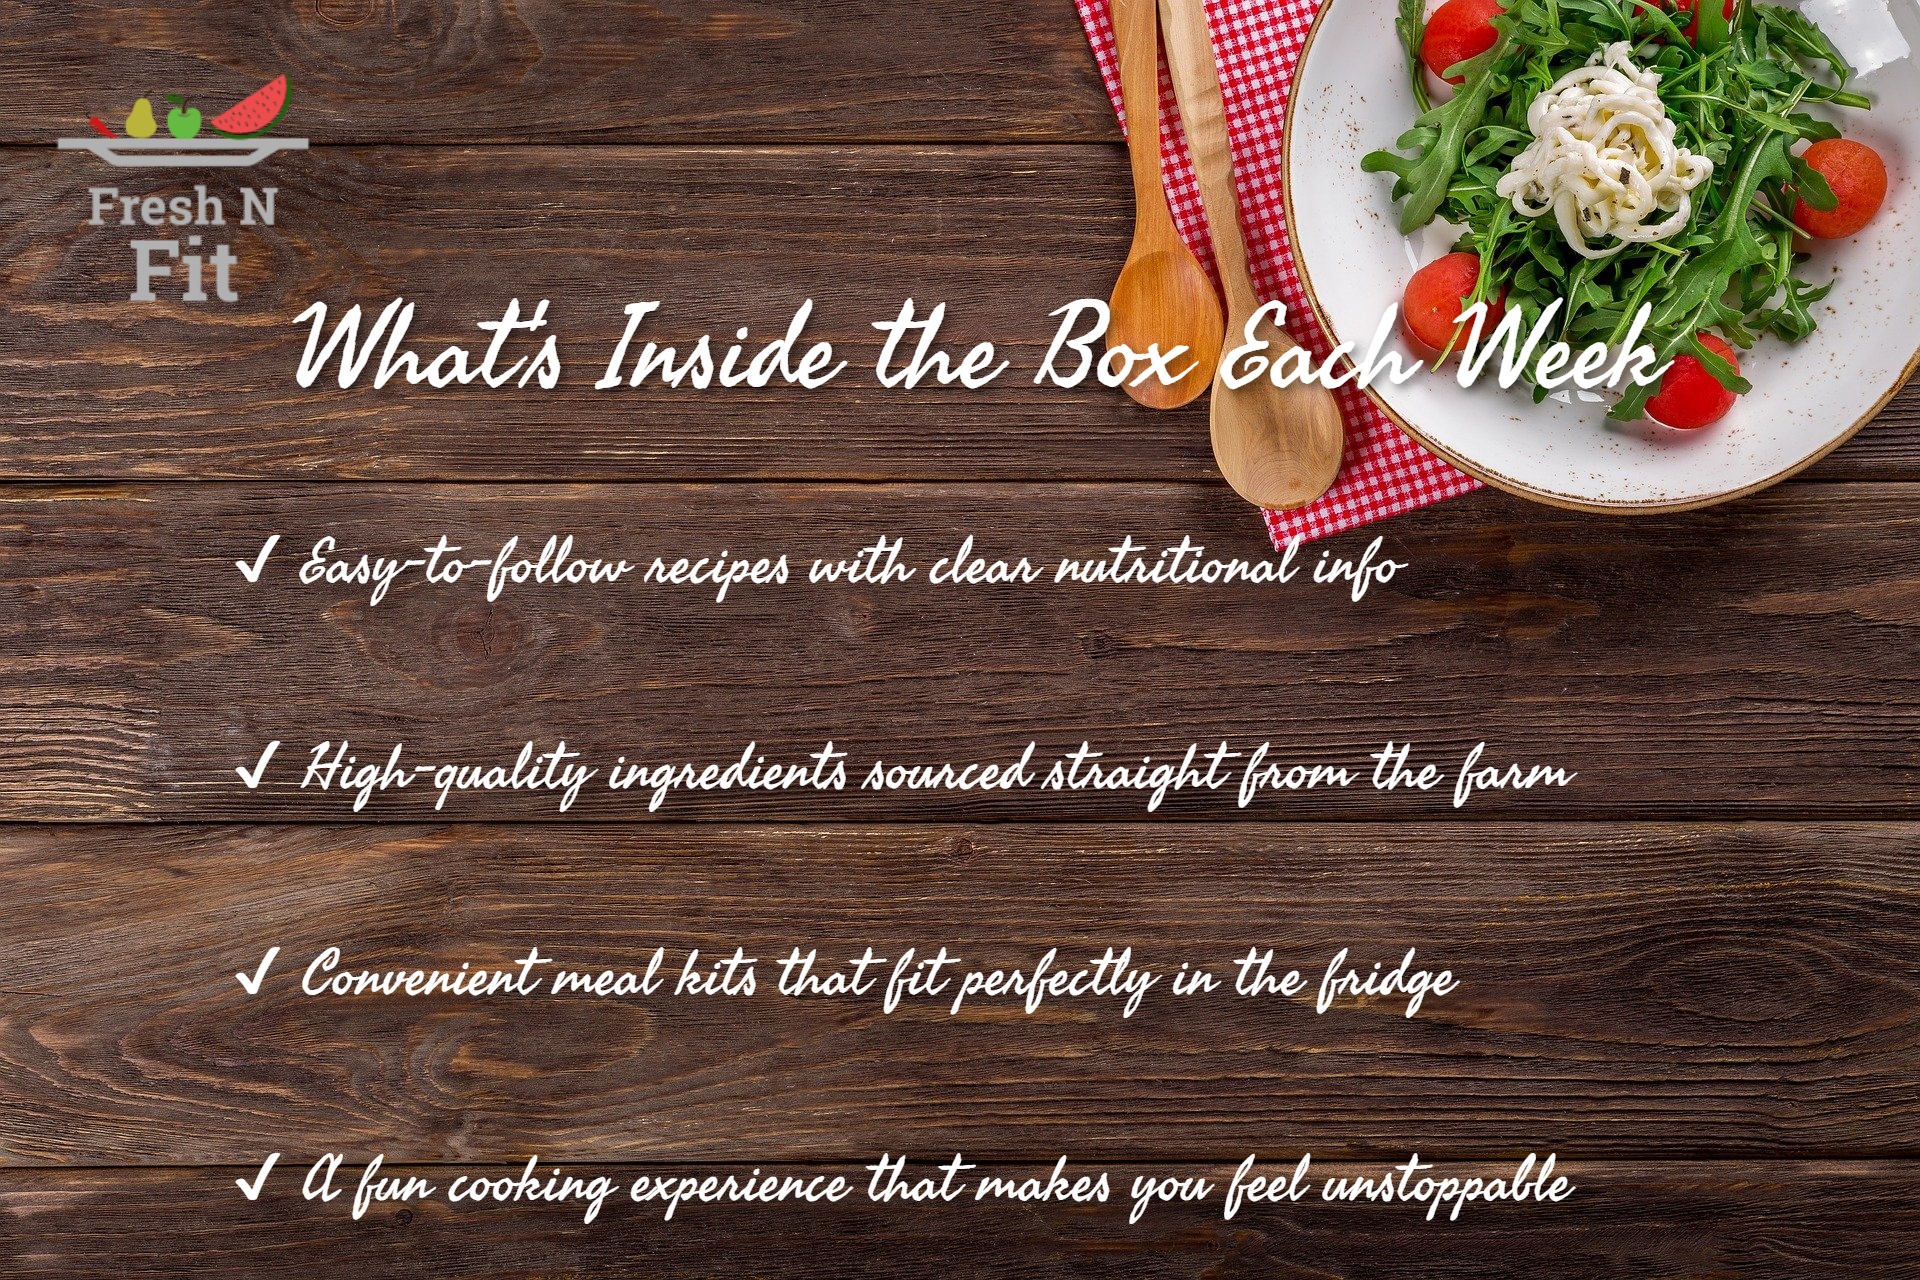 Fresh N
Fit
What's Inside the Box Each Week
✓ Easy-to-follow recipes with clear nutritional info
✓ High-quality ingredients sourced straight from the farm
✓ Convenient meal kits that fit perfectly in the fridge
✓ A fun cooking experience that makes you feel unstoppable